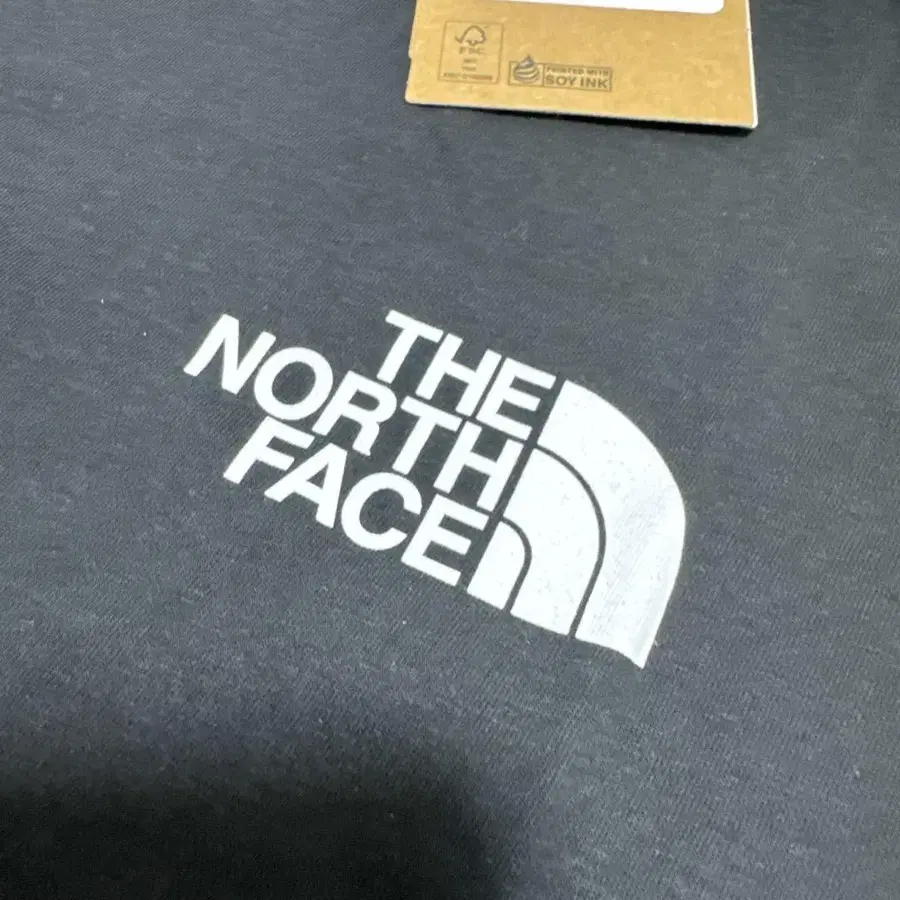 FSC
PRINTED WITH
SOY INK
THE
NORTH
FACE